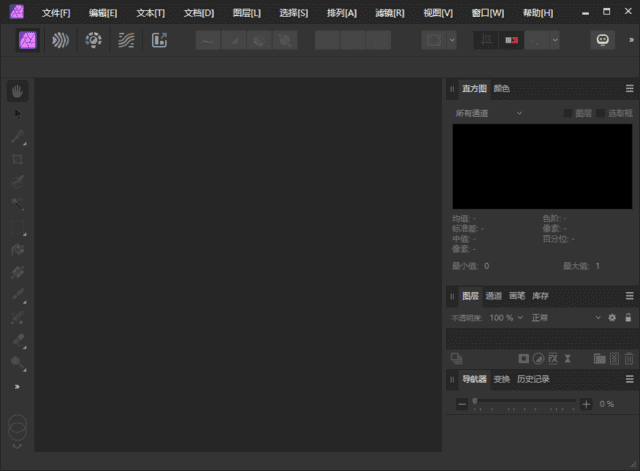 文件[F] 编辑[E] 文本[T] 文档[D] 图层[L] 选择[S] 排列[A] 滤镜[R] 视图[V] 窗口[W] 帮助[H]
直方图 颜色
所有通道 图层 选取框
均值: - 色阶: -
标准差: - 像素: -
中值: - 百分位: -
像素: -
最小值: 0 最大值: 1
图层 通道 画笔 库存
不透明度: 100 % 正常
fx
导航器 变换 历史记录
0 %